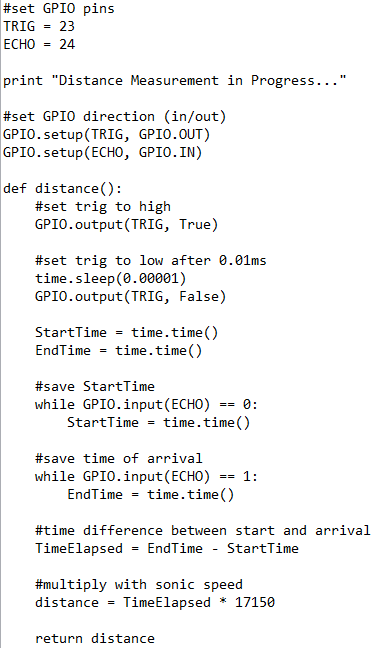 #set GPIO pins
TRIG = 23
ECHO = 24

print "Distance Measurement in Progress..."

#set GPIO direction (in/out)
GPIO.setup(TRIG, GPIO.OUT)
GPIO.setup(ECHO, GPIO.IN)

def distance():
    #set trig to high
    GPIO.output(TRIG, True)

    #set trig to low after 0.01ms
    time.sleep(0.00001)
    GPIO.output(TRIG, False)

    StartTime = time.time()
    EndTime = time.time()

    #save StartTime
    while GPIO.input(ECHO) == 0:
        StartTime = time.time()

    #save time of arrival
    while GPIO.input(ECHO) == 1:
        EndTime = time.time()

    #time difference between start and arrival
    TimeElapsed = EndTime - StartTime

    #multiply with sonic speed
    distance = TimeElapsed * 17150

    return distance